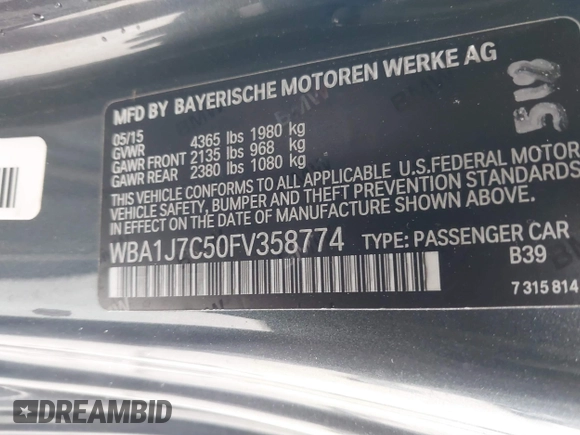 MFD BY BAYERISCHE MOTOREN WERKE AG
05/15
GVWR 4365 lbs 1980 kg
GAWR FRONT 2135 lbs 968 kg
GAWR REAR 2380 lbs 1080 kg
THIS VEHICLE CONFORMS TO ALL APPLICABLE U.S.FEDERAL MOTOR
VEHICLE SAFETY, BUMPER AND THEFT PREVENTION STANDARDS
IN EFFECT ON THE DATE OF MANUFACTURE SHOWN ABOVE.
WBA1J7C50FV358774 TYPE: PASSENGER CAR
B39
7 315 814
DREAMBID